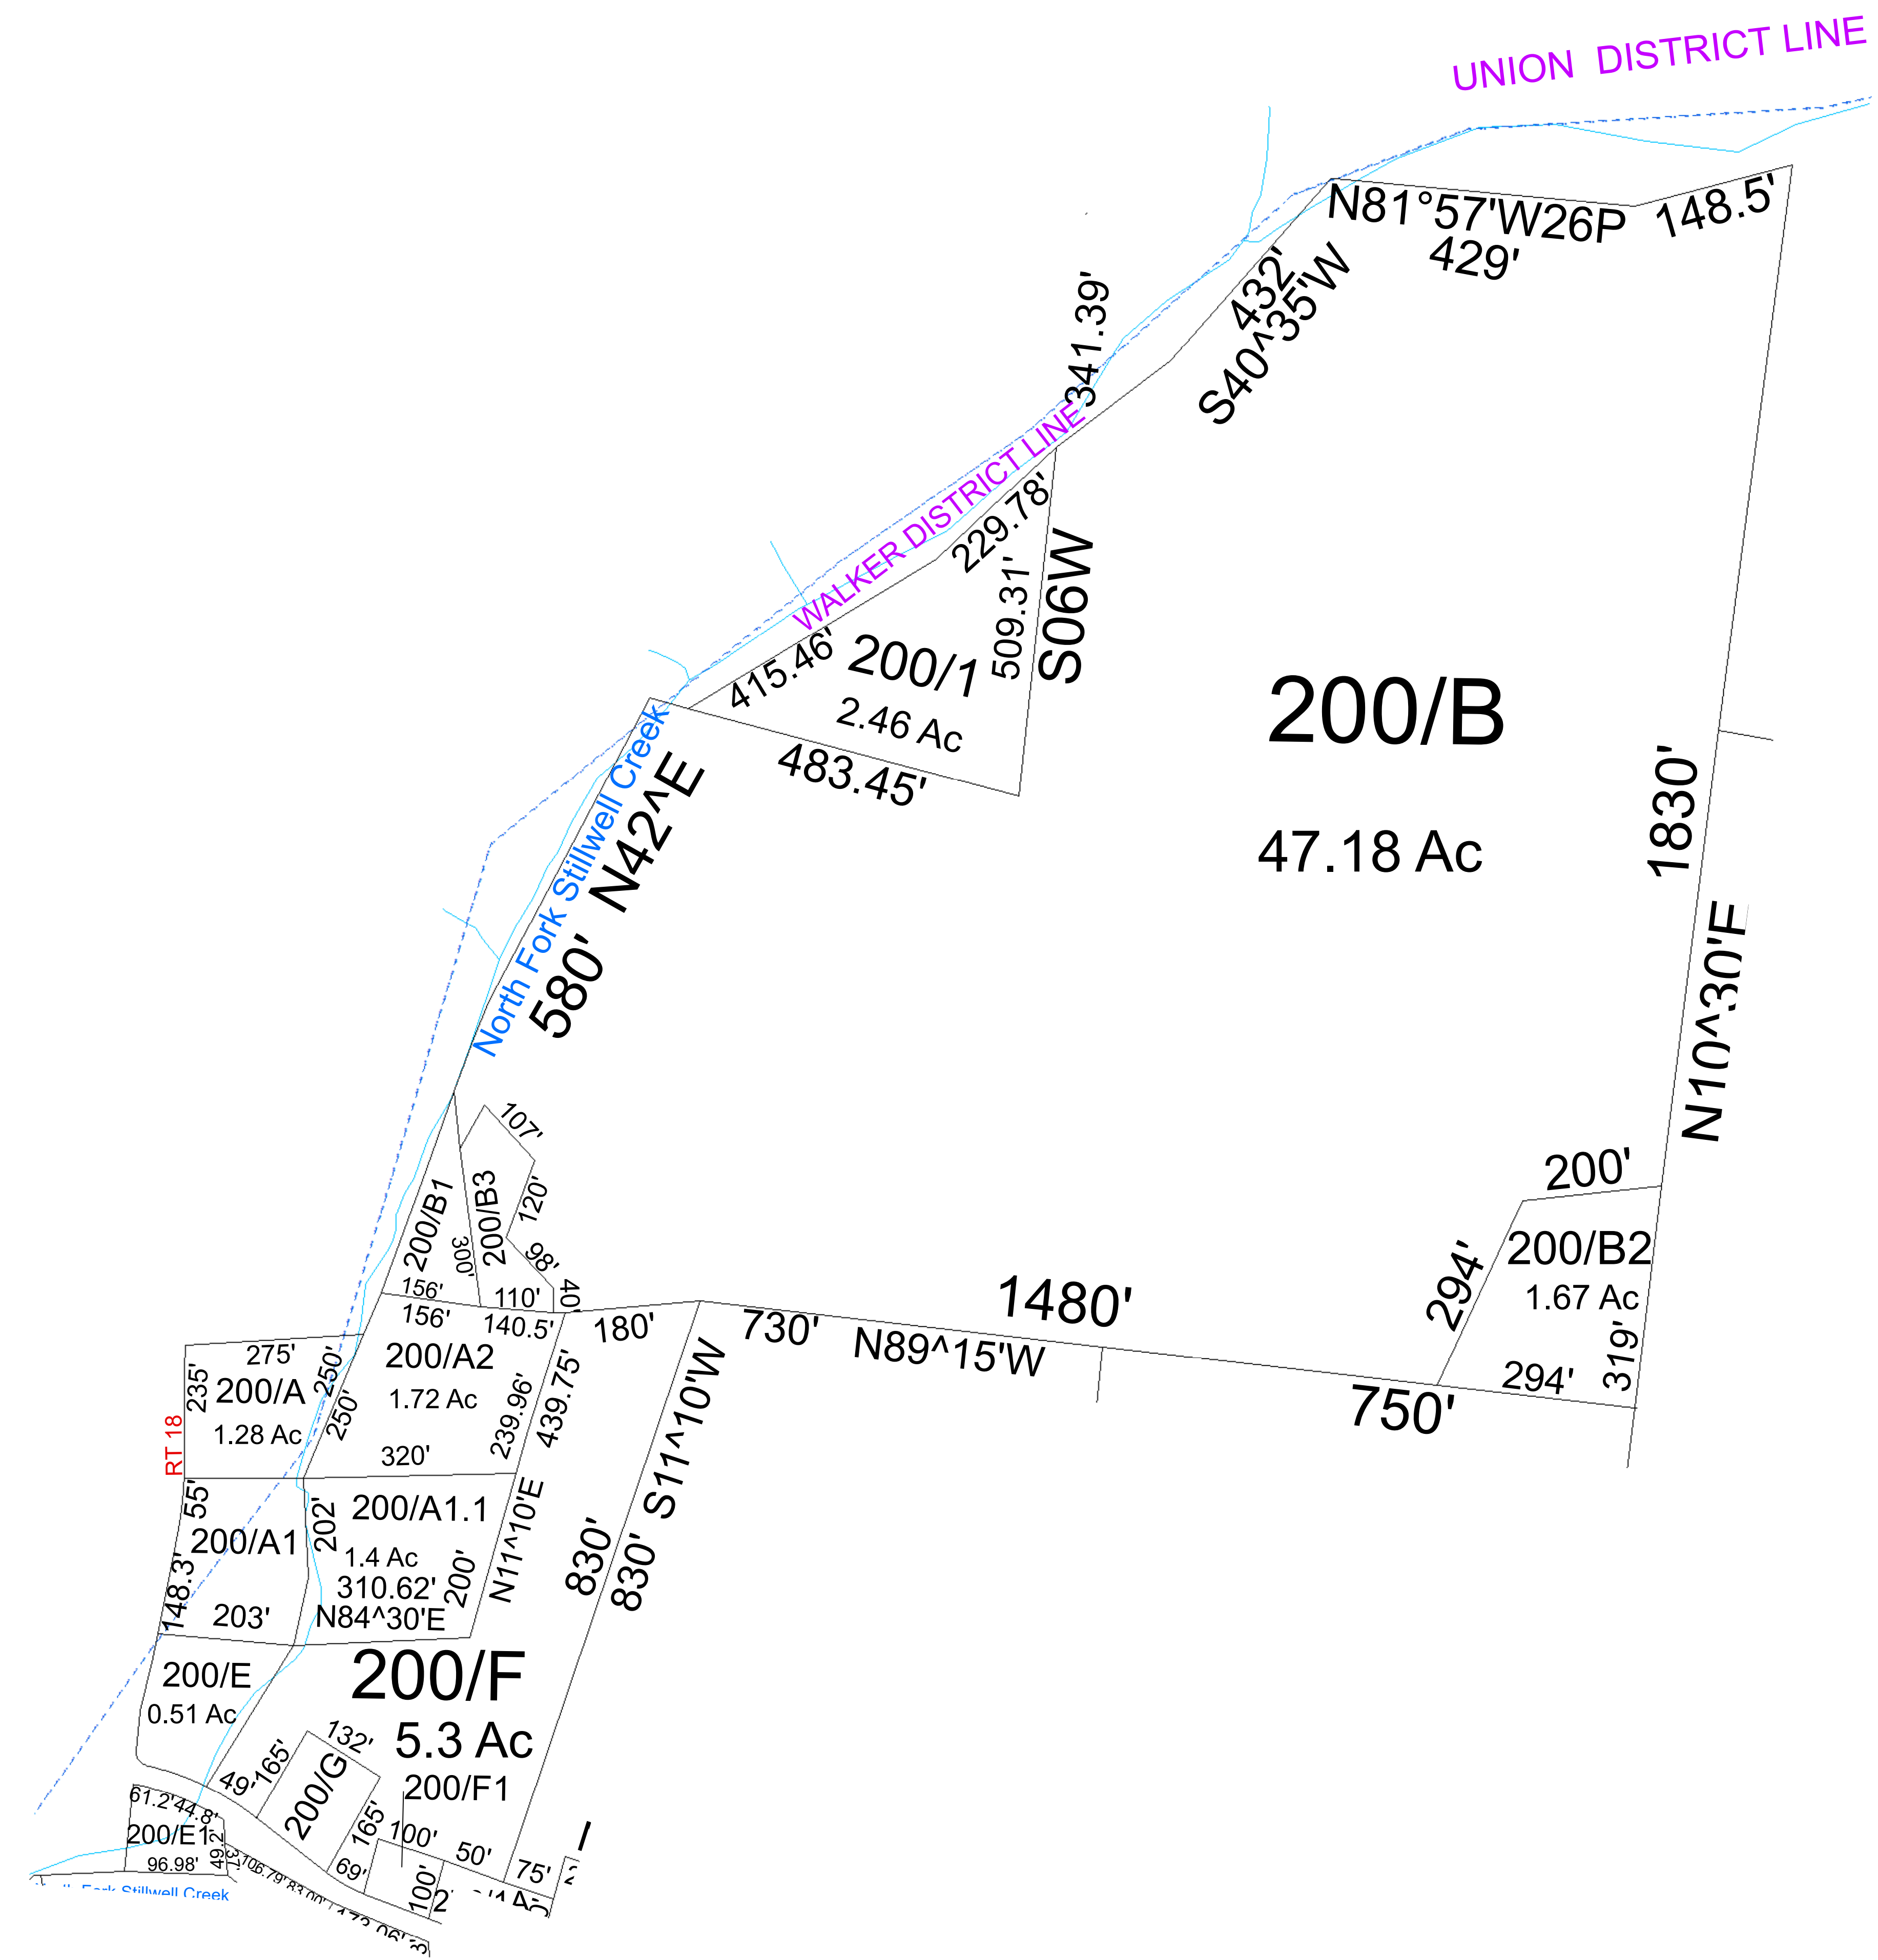 UNION DISTRICT LINE
N81°57'W26P
148.5'
429'
432'
S40^35'W
341.39'
WALKER DISTRICT LINE
229.78'
509.31'
S06W
415.46'
200/1
2.46 Ac
483.45'
200/B
47.18 Ac
1830'
N10^30'E
North Fork Stillwell Creek
580' N42^E
107'
120'
98'
40'
200/B1
300'
200/B3
156'
110'
156'
140.5'
180'
730'
1480'
N89^15'W
750'
200'
200/B2
1.67 Ac
294'
294'
319'
275'
235'
200/A
1.28 Ac
250'
250'
RT 18
200/A2
1.72 Ac
239.96'
439.75'
320'
55'
200/A1
148.3'
203'
202'
200/A1.1
1.4 Ac
310.62'
N84^30'E
200'
N11^10'E
830'
830' S11^10'W
200/E
0.51 Ac
200/F
5.3 Ac
200/F1
49'
165'
132'
200/G
165'
69'
100'
50'
75'
100'
61.2'
44.8'
200/E1
49.2'
96.98'
106.79'
83.00'